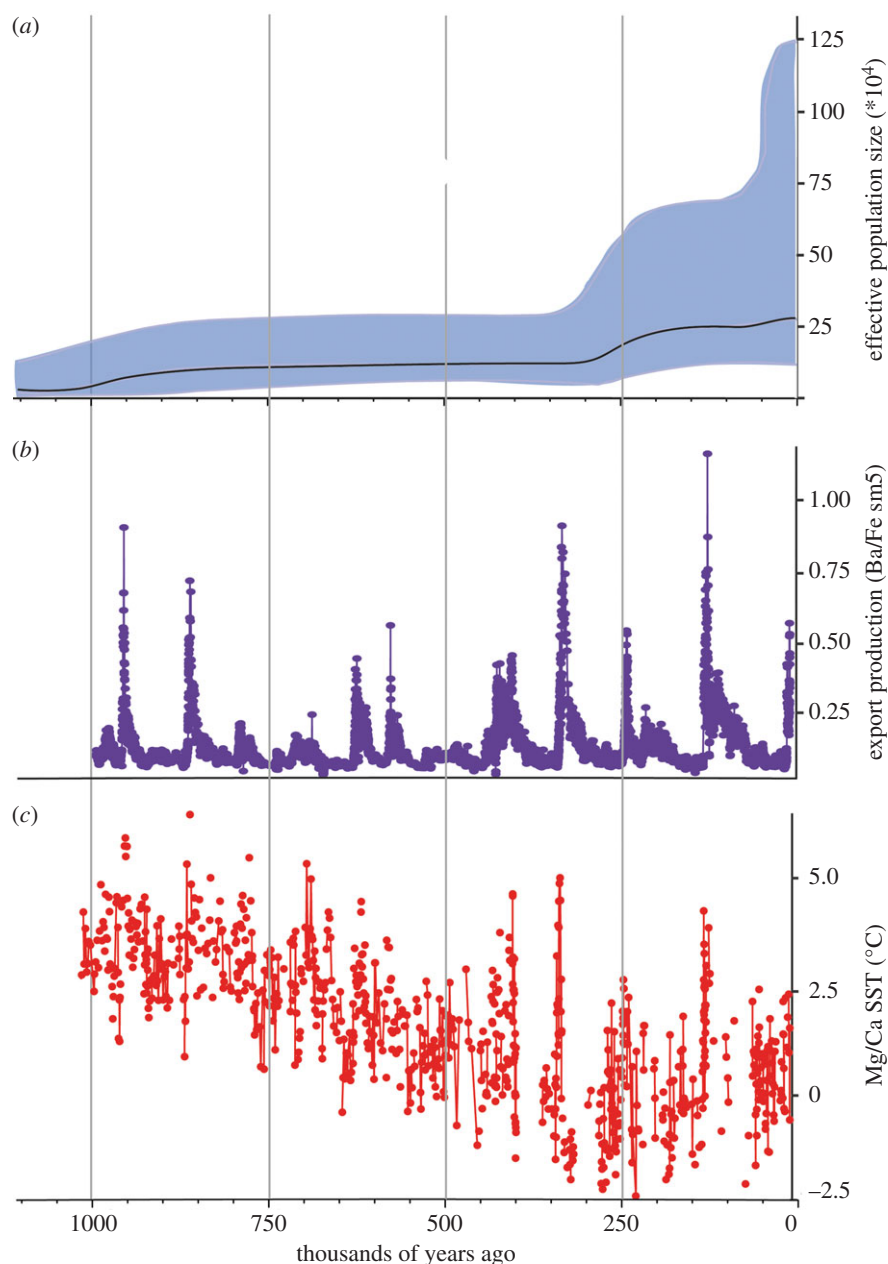 (a)
125
100
75
50
25
effective population size (*10⁴)
(b)
1.00
0.75
0.50
0.25
export production (Ba/Fe sm5)
(c)
5.0
2.5
0
−2.5
Mg/Ca SST (°C)
1000 750 500 250 0
thousands of years ago